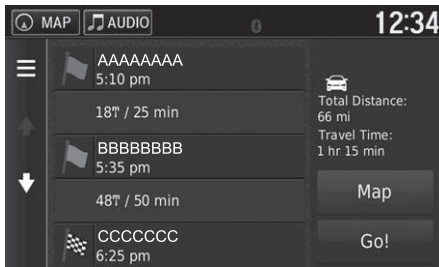 MAP
AUDIO
12:34
AAAAAAAA
5:10 pm
18₥ / 25 min
BBBBBBBB
5:35 pm
48₥ / 50 min
CCCCCCC
6:25 pm
Total Distance:
66 mi
Travel Time:
1 hr 15 min
Map
Go!